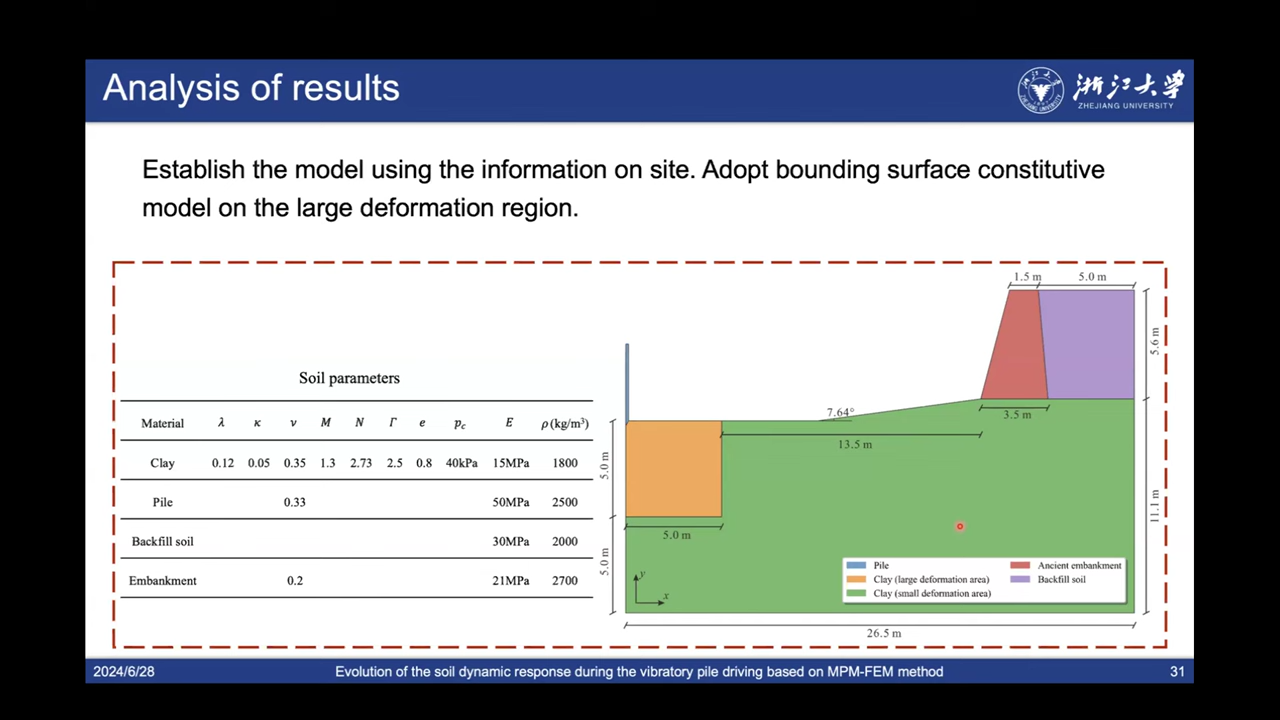 Analysis of results
浙江大学
ZHEJIANG UNIVERSITY
Establish the model using the information on site. Adopt bounding surface constitutive
model on the large deformation region.
Soil parameters
Material λ κ ν M N Γ e p_c E ρ (kg/m³)
Clay 0.12 0.05 0.35 1.3 2.73 2.5 0.8 40kPa 15MPa 1800
Pile 0.33 50MPa 2500
Backfill soil 30MPa 2000
Embankment 0.2 21MPa 2700
1.5 m 5.0 m
5.6 m
7.64°
3.5 m
13.5 m
5.0 m
5.0 m
5.0 m
11.1 m
y
x
Pile
Clay (large deformation area)
Clay (small deformation area)
Ancient embankment
Backfill soil
26.5 m
2024/6/28
Evolution of the soil dynamic response during the vibratory pile driving based on MPM-FEM method
31